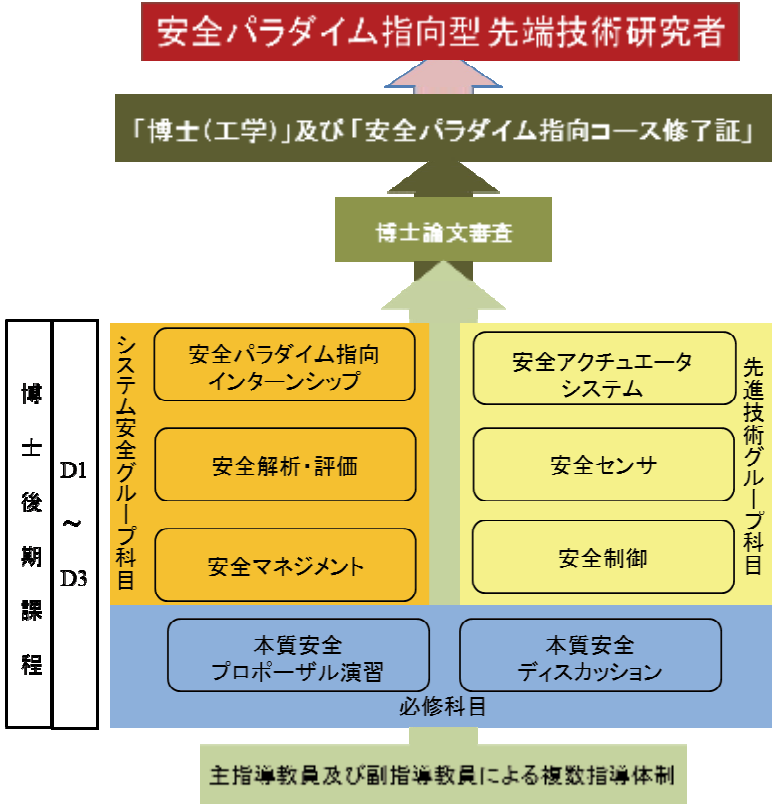 安全パラダイム指向型先端技術研究者
「博士(工学)」及び「安全パラダイム指向コース修了証」
博士論文審査
博士後期課程
D1
～
D3
システム安全グループ科目
安全パラダイム指向
インターンシップ
安全解析・評価
安全マネジメント
安全アクチュエータ
システム
安全センサ
安全制御
先進技術グループ科目
本質安全
プロポーザル演習
本質安全
ディスカッション
必修科目
主指導教員及び副指導教員による複数指導体制